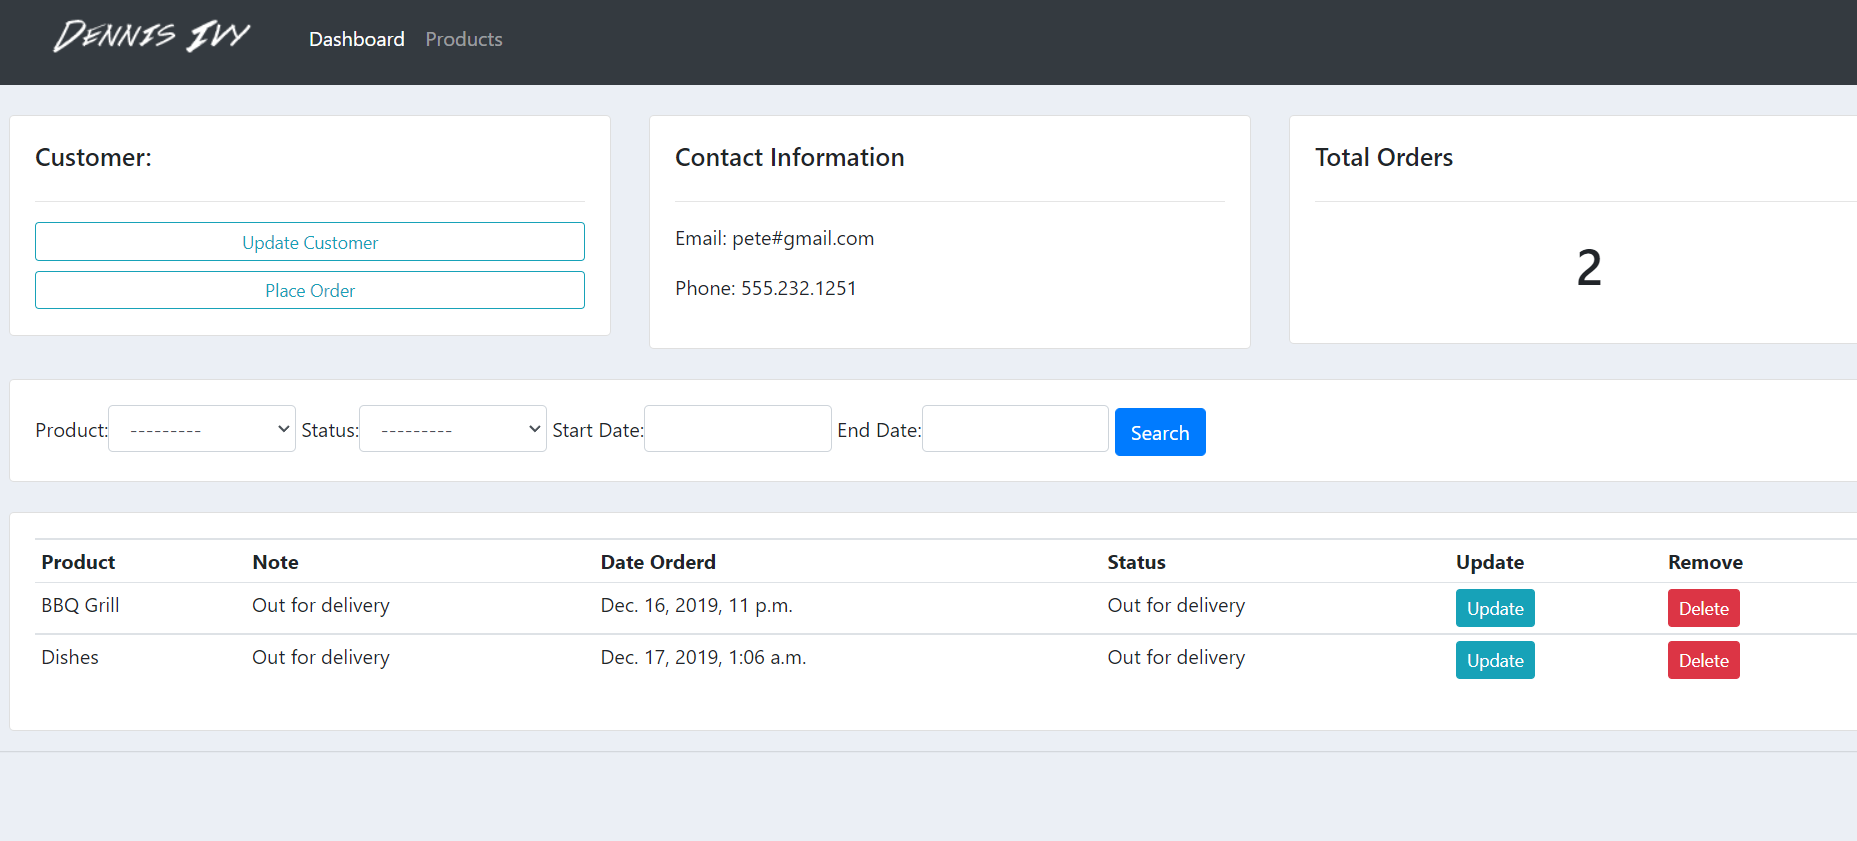 DENNIS IVY Dashboard Products
Customer:
Update Customer
Place Order
Contact Information
Email: pete#gmail.com
Phone: 555.232.1251
Total Orders
2
Product: --------- Status: --------- Start Date: End Date: Search
Product Note Date Orderd Status Update Remove
BBQ Grill Out for delivery Dec. 16, 2019, 11 p.m. Out for delivery Update Delete
Dishes Out for delivery Dec. 17, 2019, 1:06 a.m. Out for delivery Update Delete